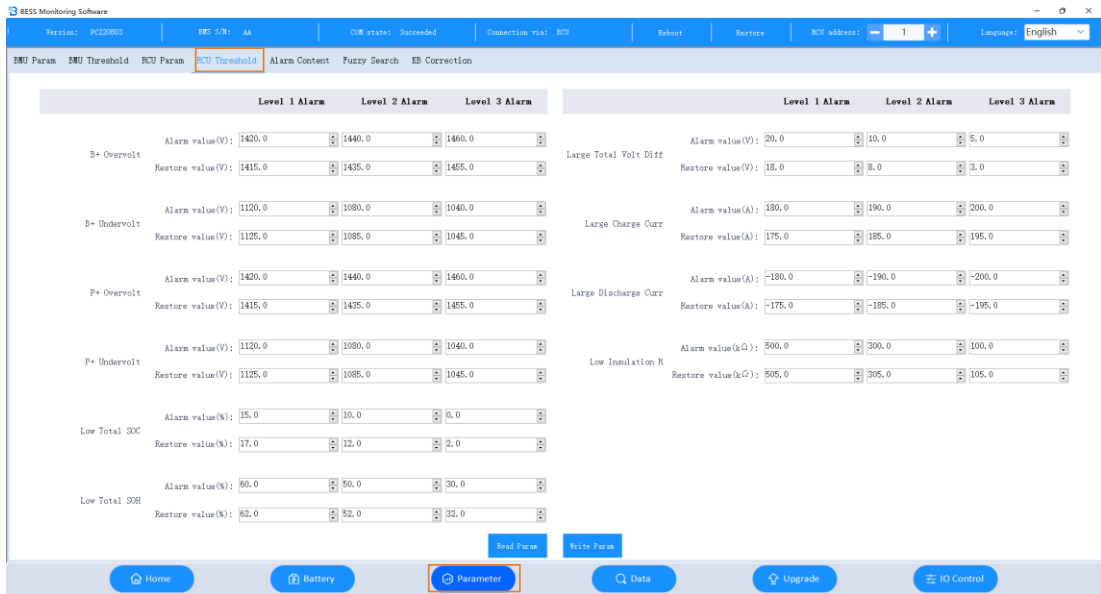 BESS Monitoring Software
Version: PC220803 BMS S/N: AA COM state: Succeeded Connection via: RCU Reboot Restore RCU address: 1 Language: English
BMU Param BMU Threshold RCU Param RCU Threshold Alarm Content Fuzzy Search KB Correction
Level 1 Alarm Level 2 Alarm Level 3 Alarm
B+ Overvolt
Alarm value(V): 1420.0 1440.0 1460.0
Restore value(V): 1415.0 1435.0 1455.0
B+ Undervolt
Alarm value(V): 1120.0 1080.0 1040.0
Restore value(V): 1125.0 1085.0 1045.0
P+ Overvolt
Alarm value(V): 1420.0 1440.0 1460.0
Restore value(V): 1415.0 1435.0 1455.0
P+ Undervolt
Alarm value(V): 1120.0 1080.0 1040.0
Restore value(V): 1125.0 1085.0 1045.0
Low Total SOC
Alarm value(%): 15.0 10.0 0.0
Restore value(%): 17.0 12.0 2.0
Low Total SOH
Alarm value(%): 60.0 50.0 30.0
Restore value(%): 62.0 52.0 32.0
Level 1 Alarm Level 2 Alarm Level 3 Alarm
Large Total Volt Diff
Alarm value(V): 20.0 10.0 5.0
Restore value(V): 18.0 8.0 3.0
Large Charge Curr
Alarm value(A): 180.0 190.0 200.0
Restore value(A): 175.0 185.0 195.0
Large Discharge Curr
Alarm value(A): -180.0 -190.0 -200.0
Restore value(A): -175.0 -185.0 -195.0
Low Insulation R
Alarm value(kΩ): 500.0 300.0 100.0
Restore value(kΩ): 505.0 305.0 105.0
Read Param Write Param
Home Battery Parameter Data Upgrade IO Control